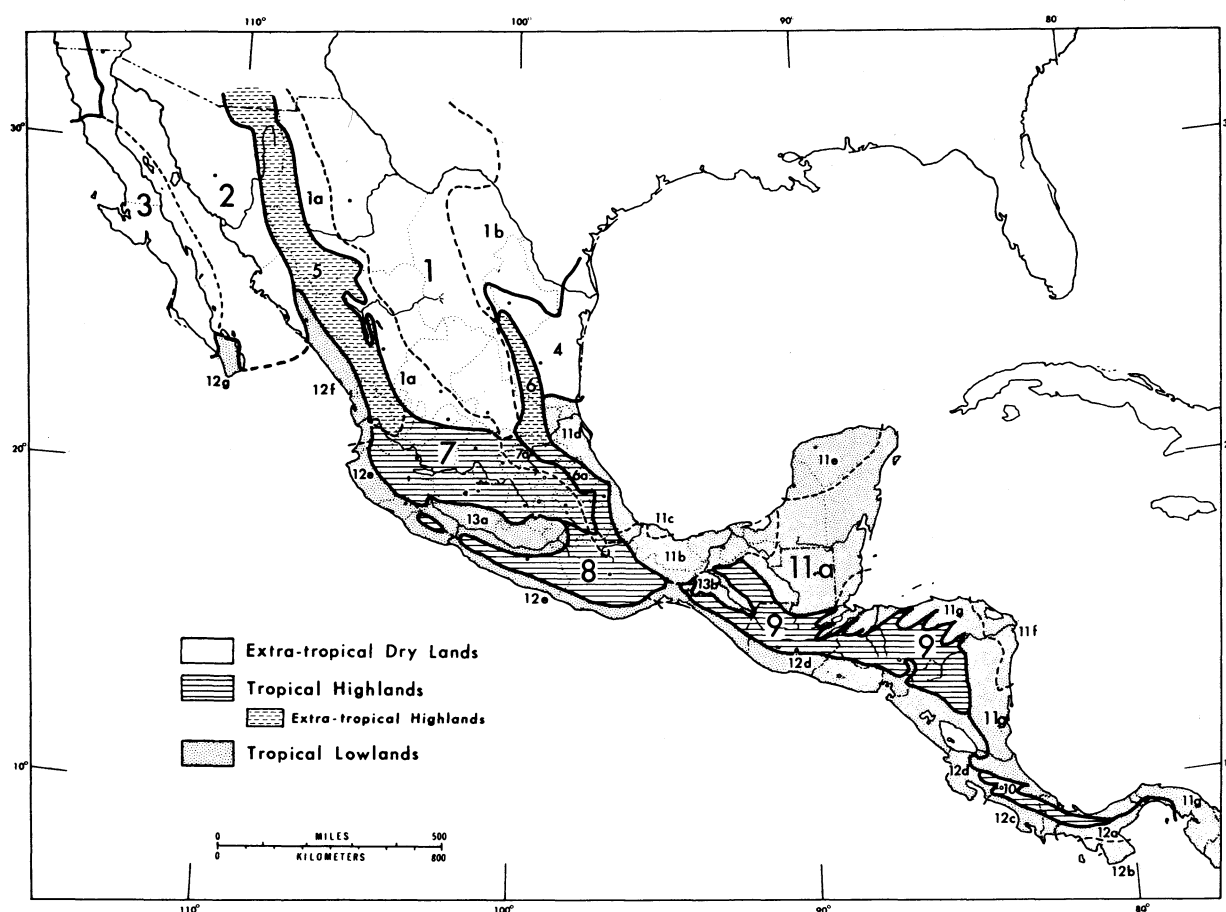 110° 100° 90° 80
30°
2
3
1a
1b
1
5
4
12g
12f
1a
6
11d
20°
7
7a
11e
12e
6a
13a
11c
11b
11a
8
13b
12e
9
11g
11f
9
12d
Extra-tropical Dry Lands
Tropical Highlands
Extra-tropical Highlands
11g
Tropical Lowlands
10°
12d
10
11g
12c
0 MILES 500
12a
0 KILOMETERS 800
12b
110° 100° 90° 80°